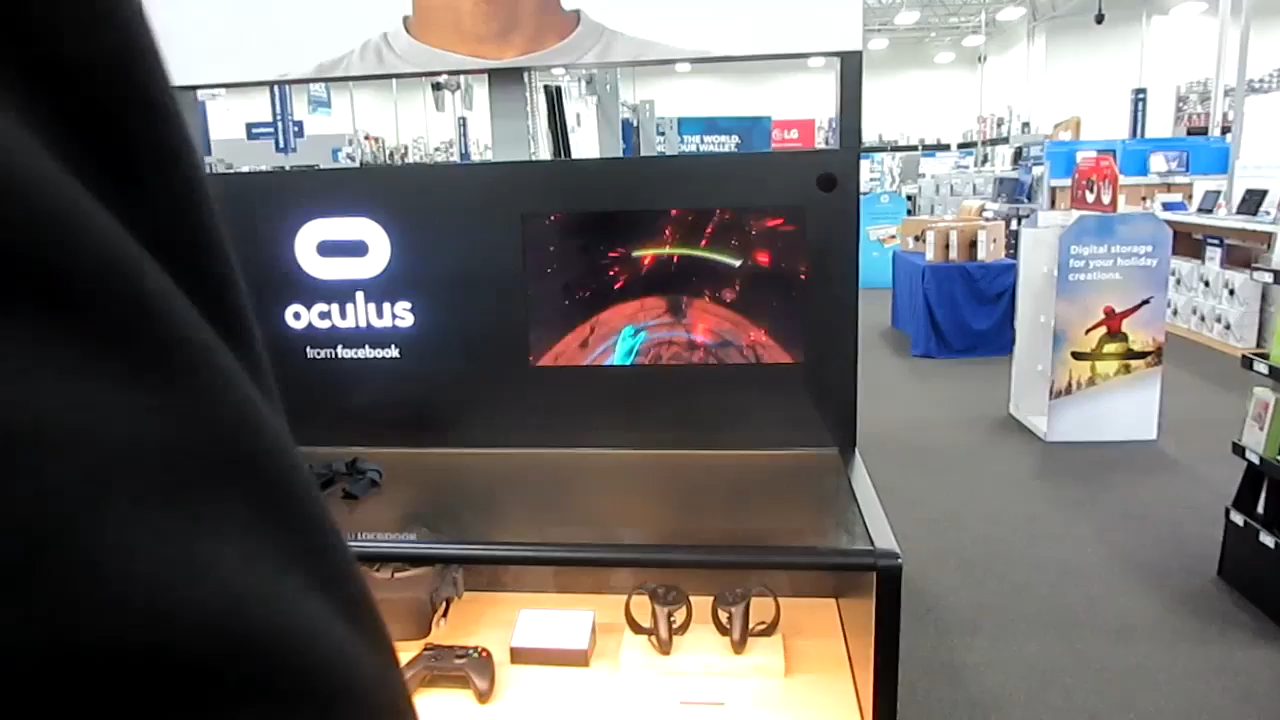 THE WORLD.
OUR WALLET.
LG
oculus
from facebook
Digital storage
for your holiday
creations.